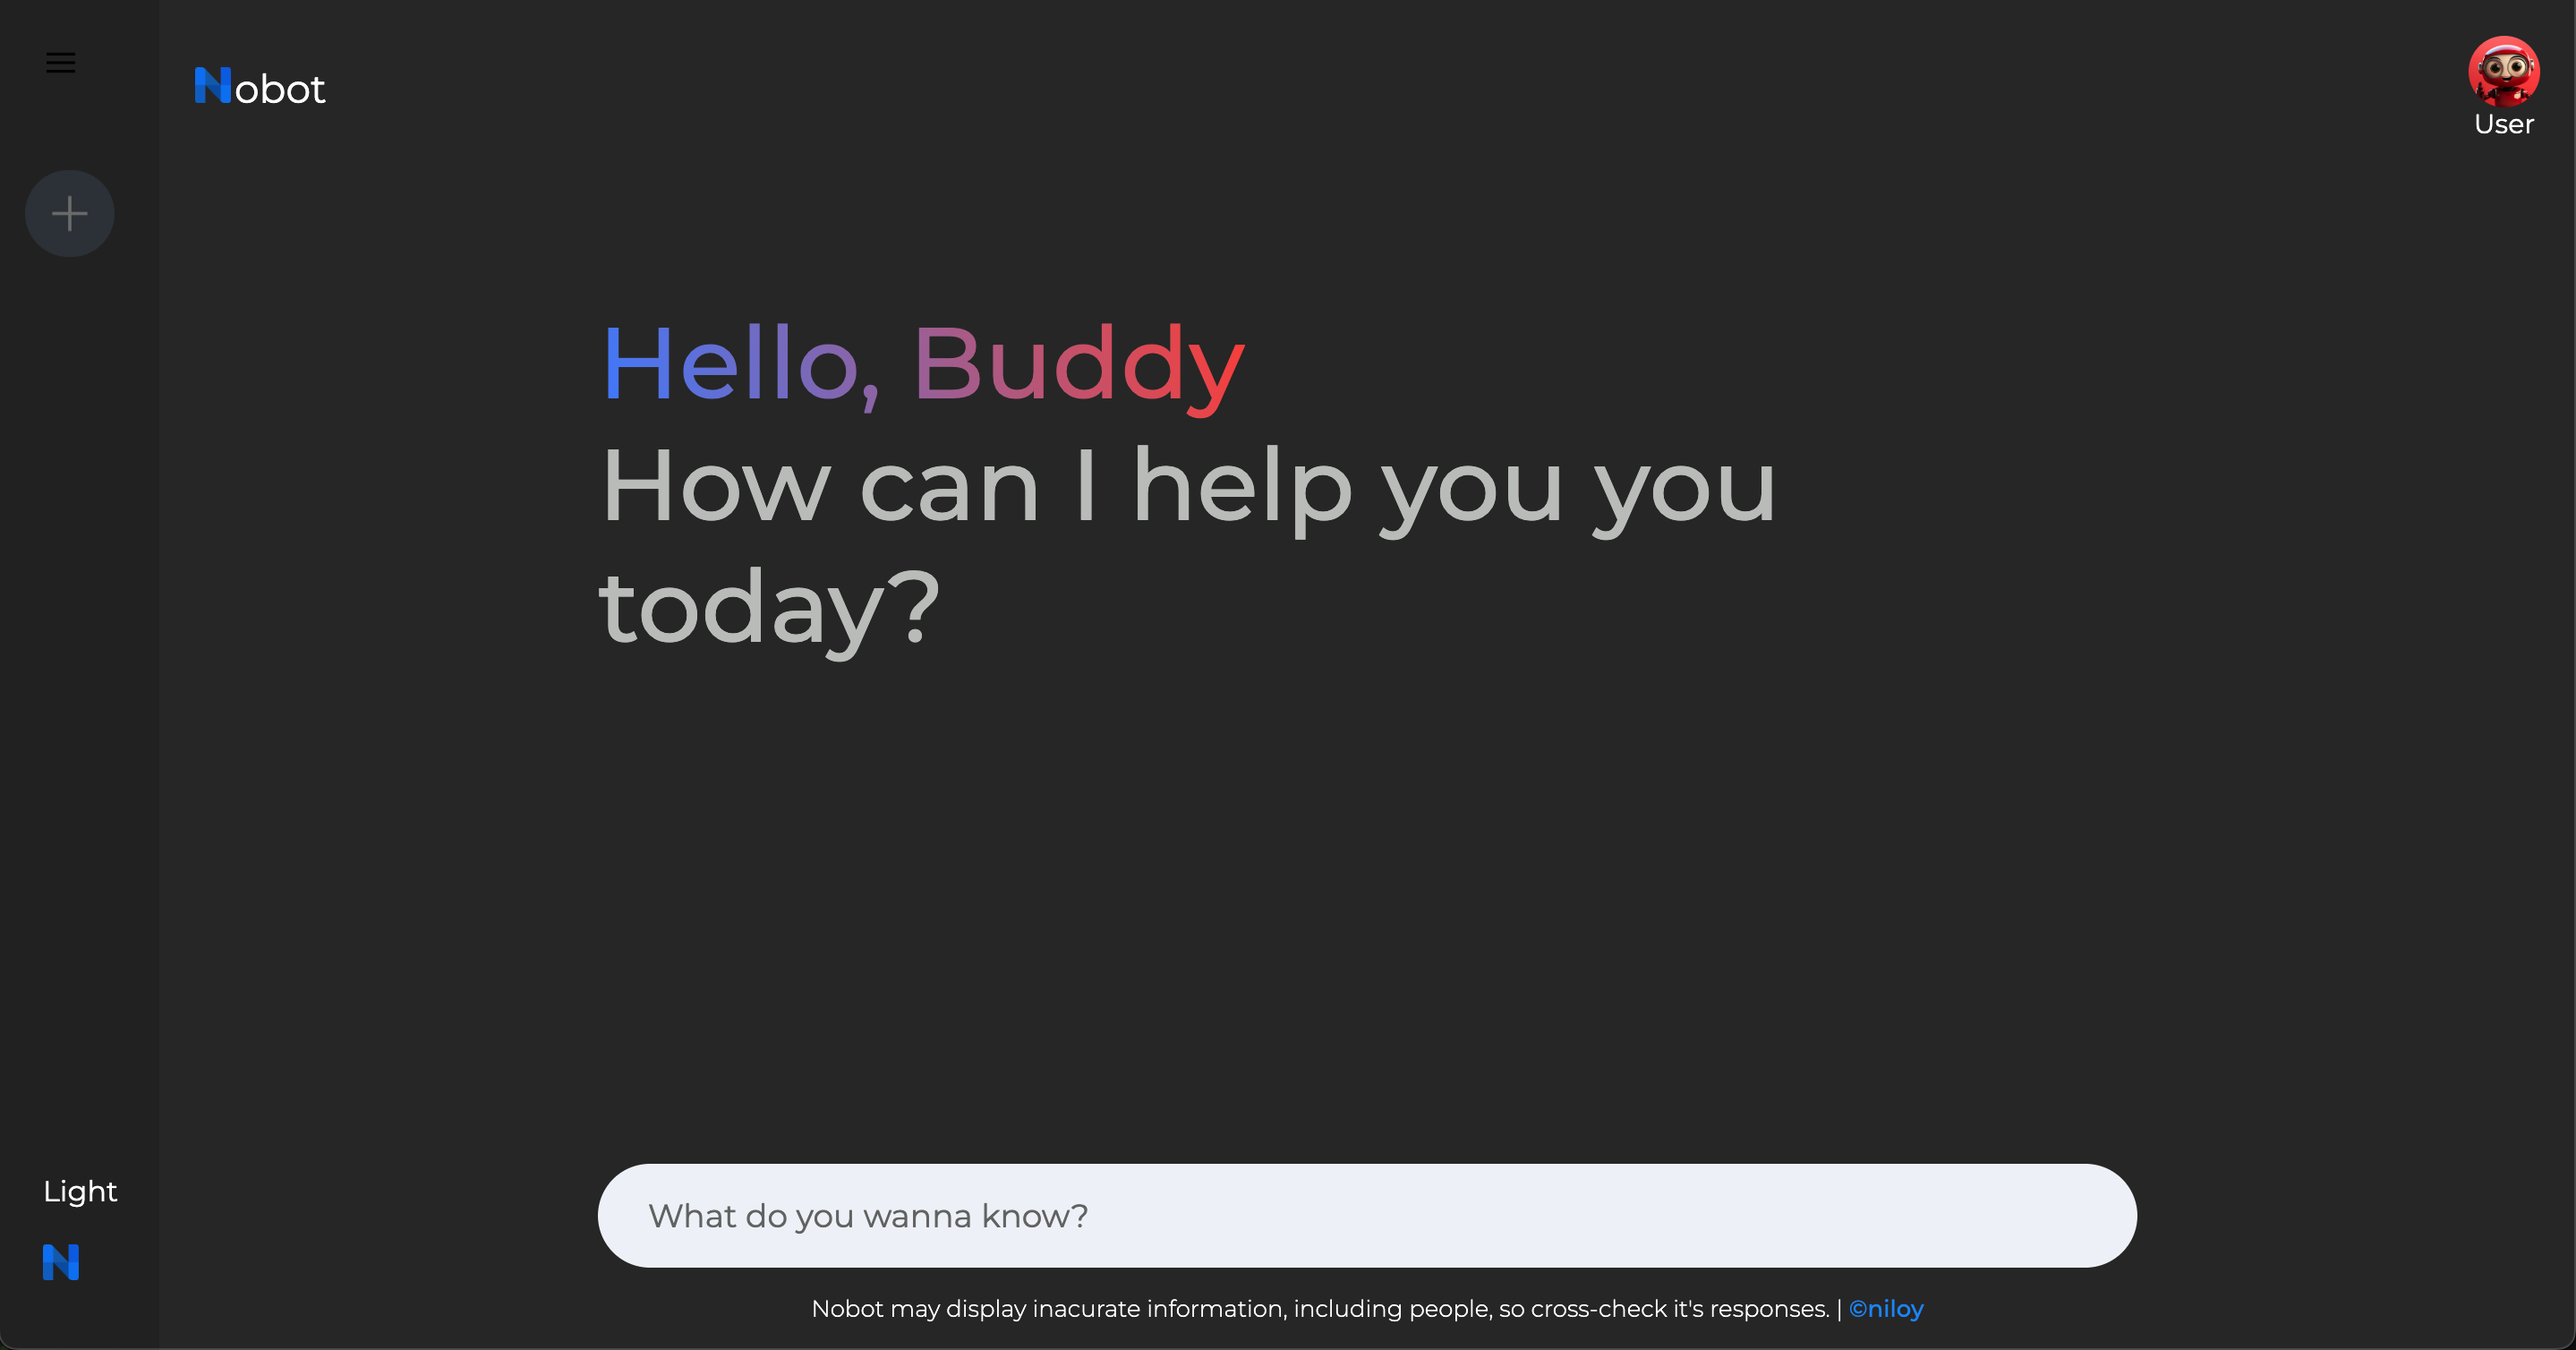 Nobot
User
Hello, Buddy
How can I help you you
today?
Light
N
What do you wanna know?
Nobot may display inacurate information, including people, so cross-check it's responses. | ©niloy